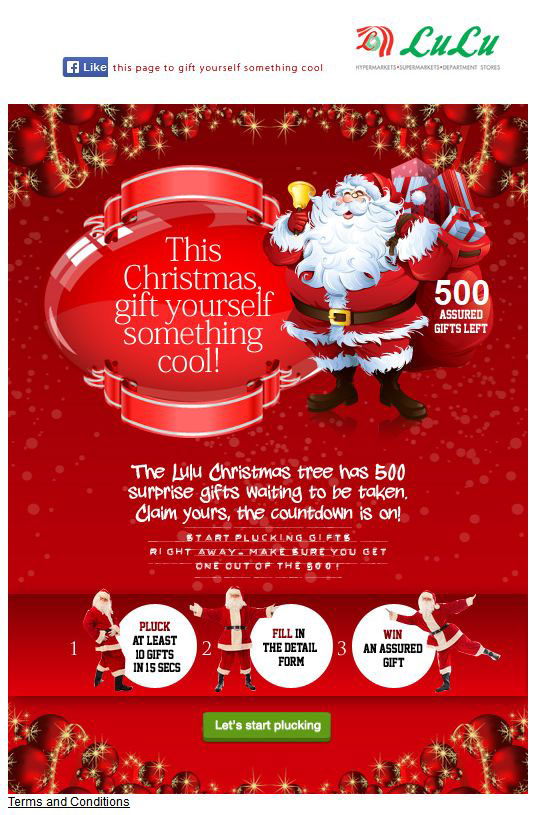 LuLu
HYPERMARKETS•SUPERMARKETS•DEPARTMENT STORES
Like this page to gift yourself something cool
This
Christmas,
gift yourself
something
cool!
500
ASSURED
GIFTS LEFT
The Lulu Christmas tree has 500
surprise gifts waiting to be taken.
Claim yours, the countdown is on!
START PLUCKING GIFTS
RIGHT AWAY- MAKE SURE YOU GET
ONE OUT OF THE 500!
1
PLUCK
AT LEAST
10 GIFTS
IN 15 SECS
2
FILL IN
THE DETAIL
FORM
3
WIN
AN ASSURED
GIFT
Let's start plucking
Terms and Conditions